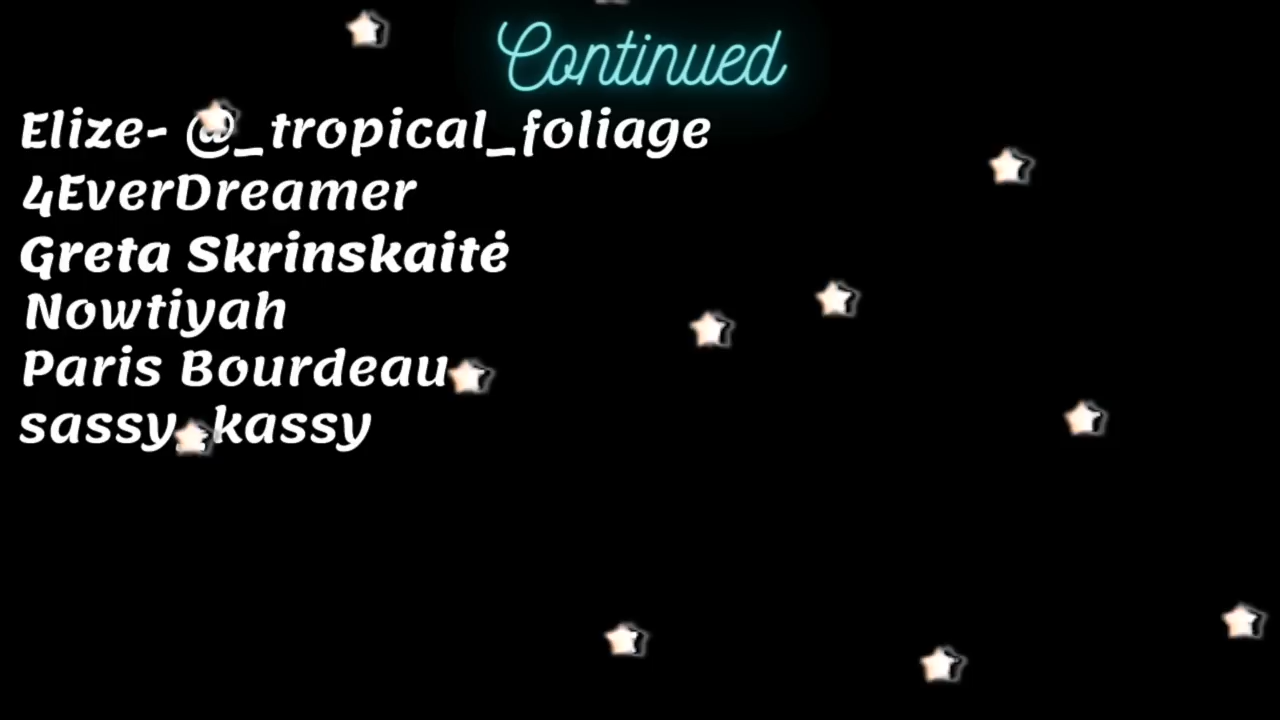 Continued
Elize- @_tropical_foliage
4EverDreamer
Greta Skrinskaitė
Nowtiyah
Paris Bourdeau
sassy_kassy